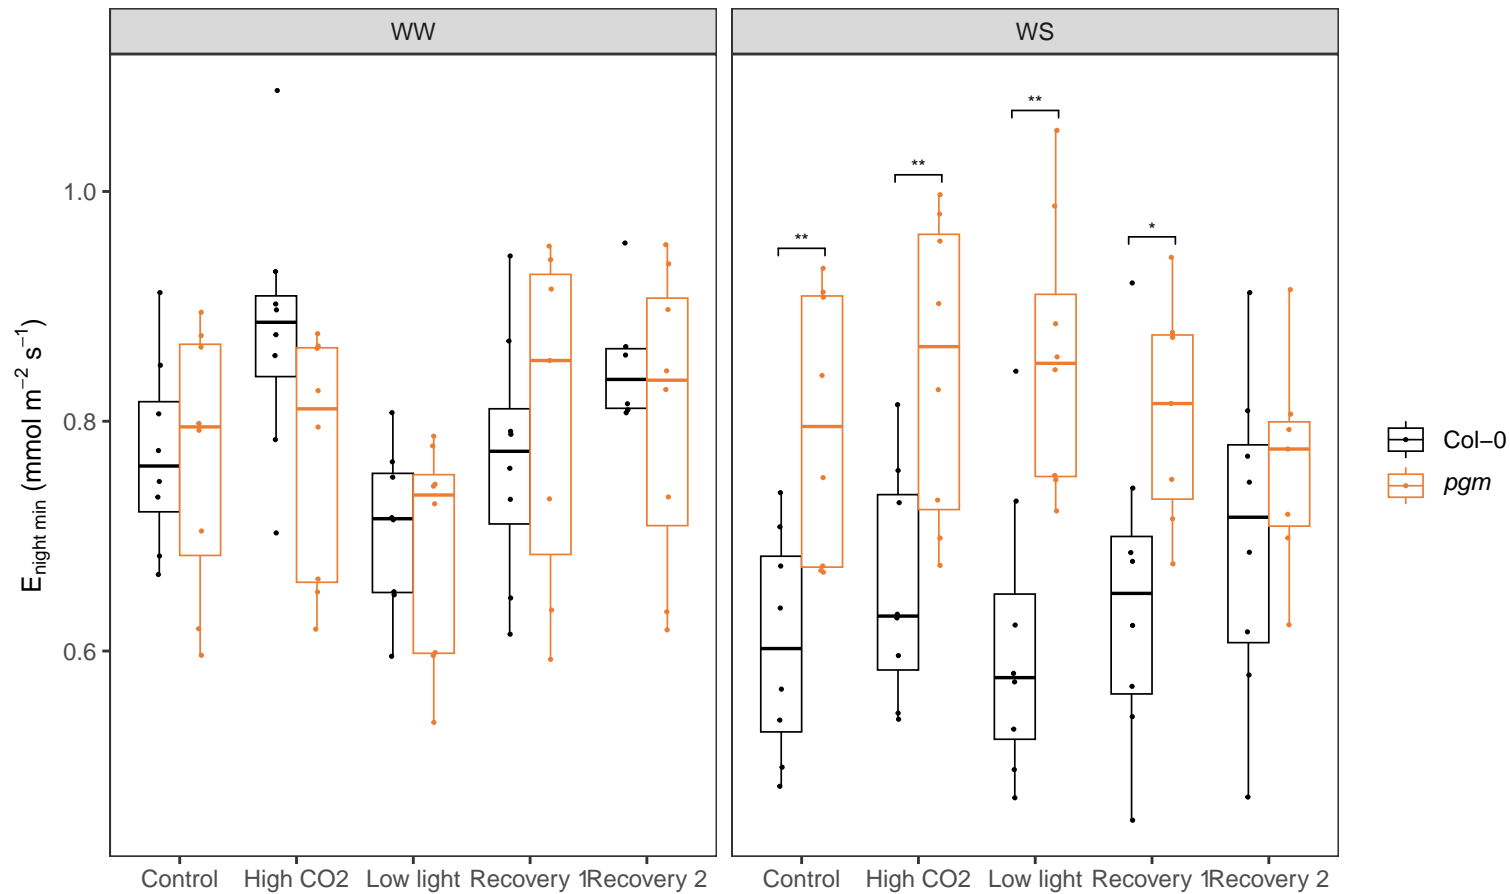 WW
WS
**
**
**
*
1.0
0.8
0.6
E night min (mmol m⁻² s⁻¹)
Control High CO2 Low light Recovery 1 Recovery 2
Control High CO2 Low light Recovery 1 Recovery 2
Col−0
pgm